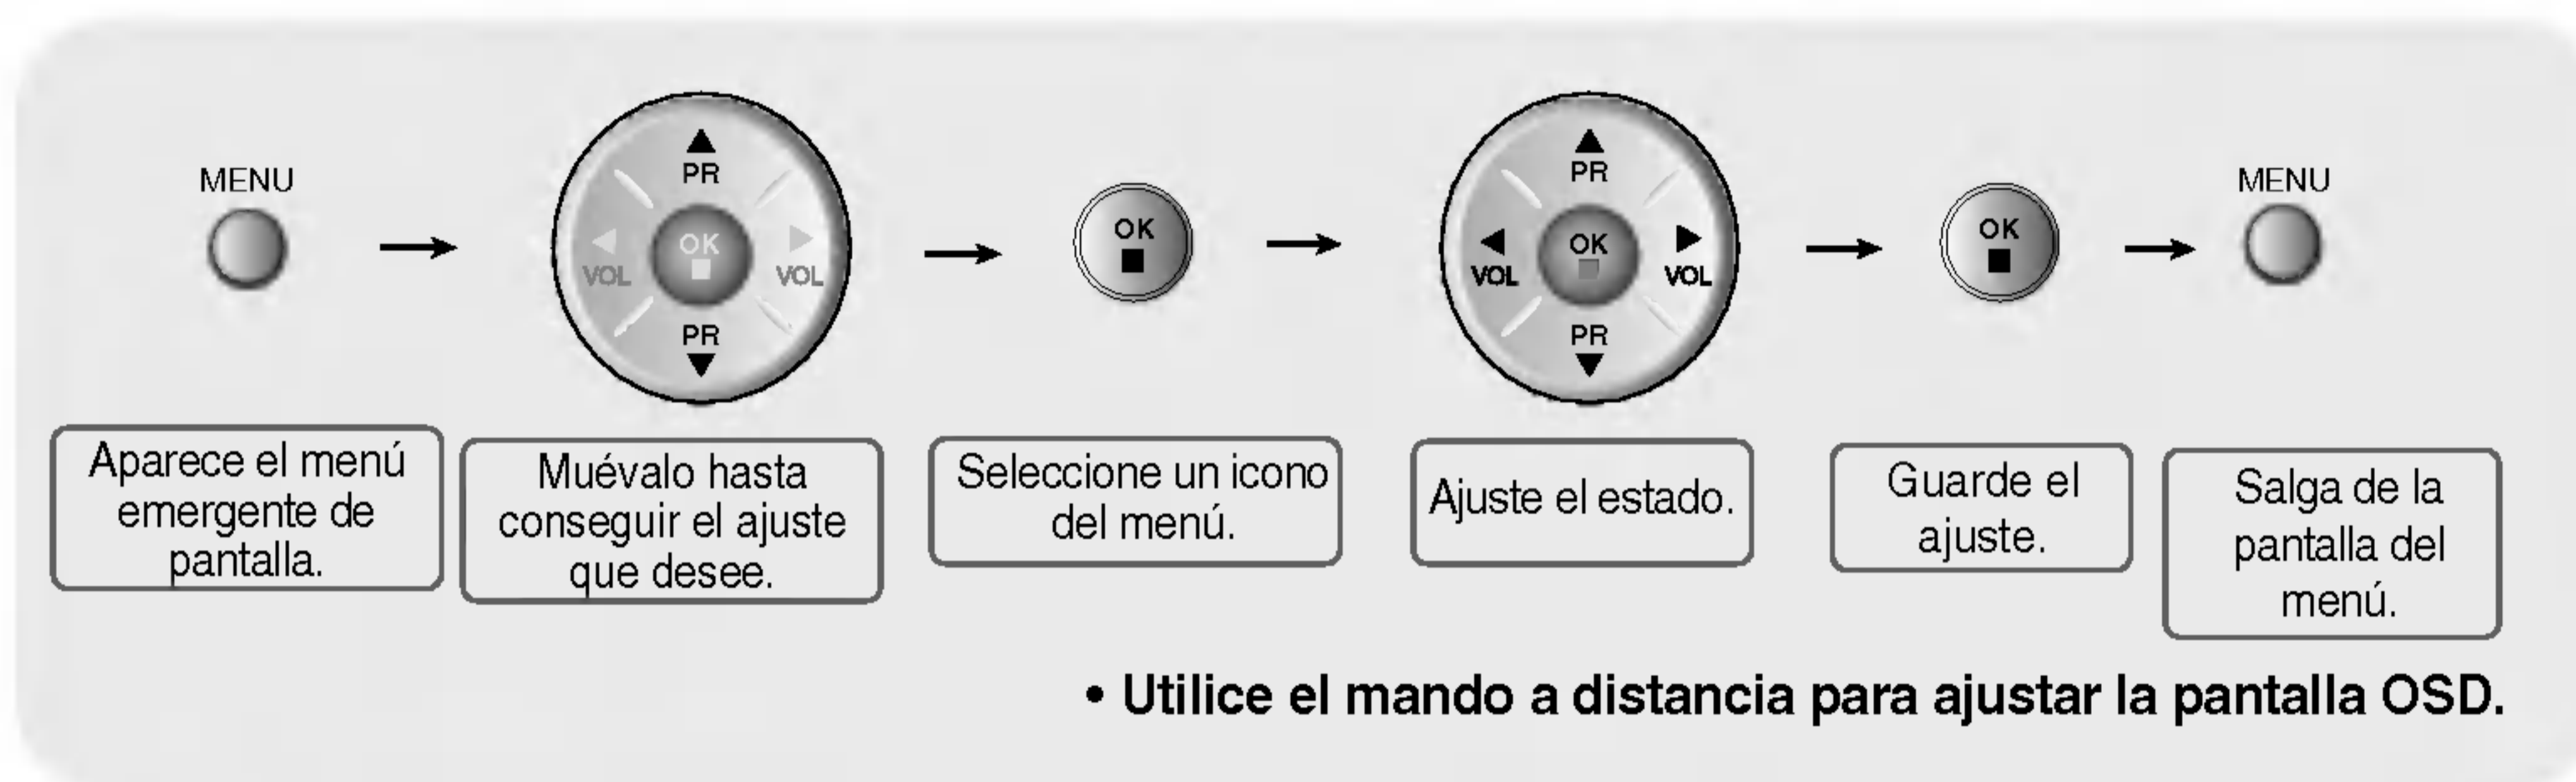 MENU
▲
PR
◀ VOL
OK
■
▶ VOL
PR
▼
OK
■
▲
PR
◀ VOL
OK
■
▶ VOL
PR
▼
OK
■
MENU
Aparece el menú
emergente de
pantalla.
Muévalo hasta
conseguir el ajuste
que desee.
Seleccione un icono
del menú.
Ajuste el estado.
Guarde el
ajuste.
Salga de la
pantalla del
menú.
• Utilice el mando a distancia para ajustar la pantalla OSD.